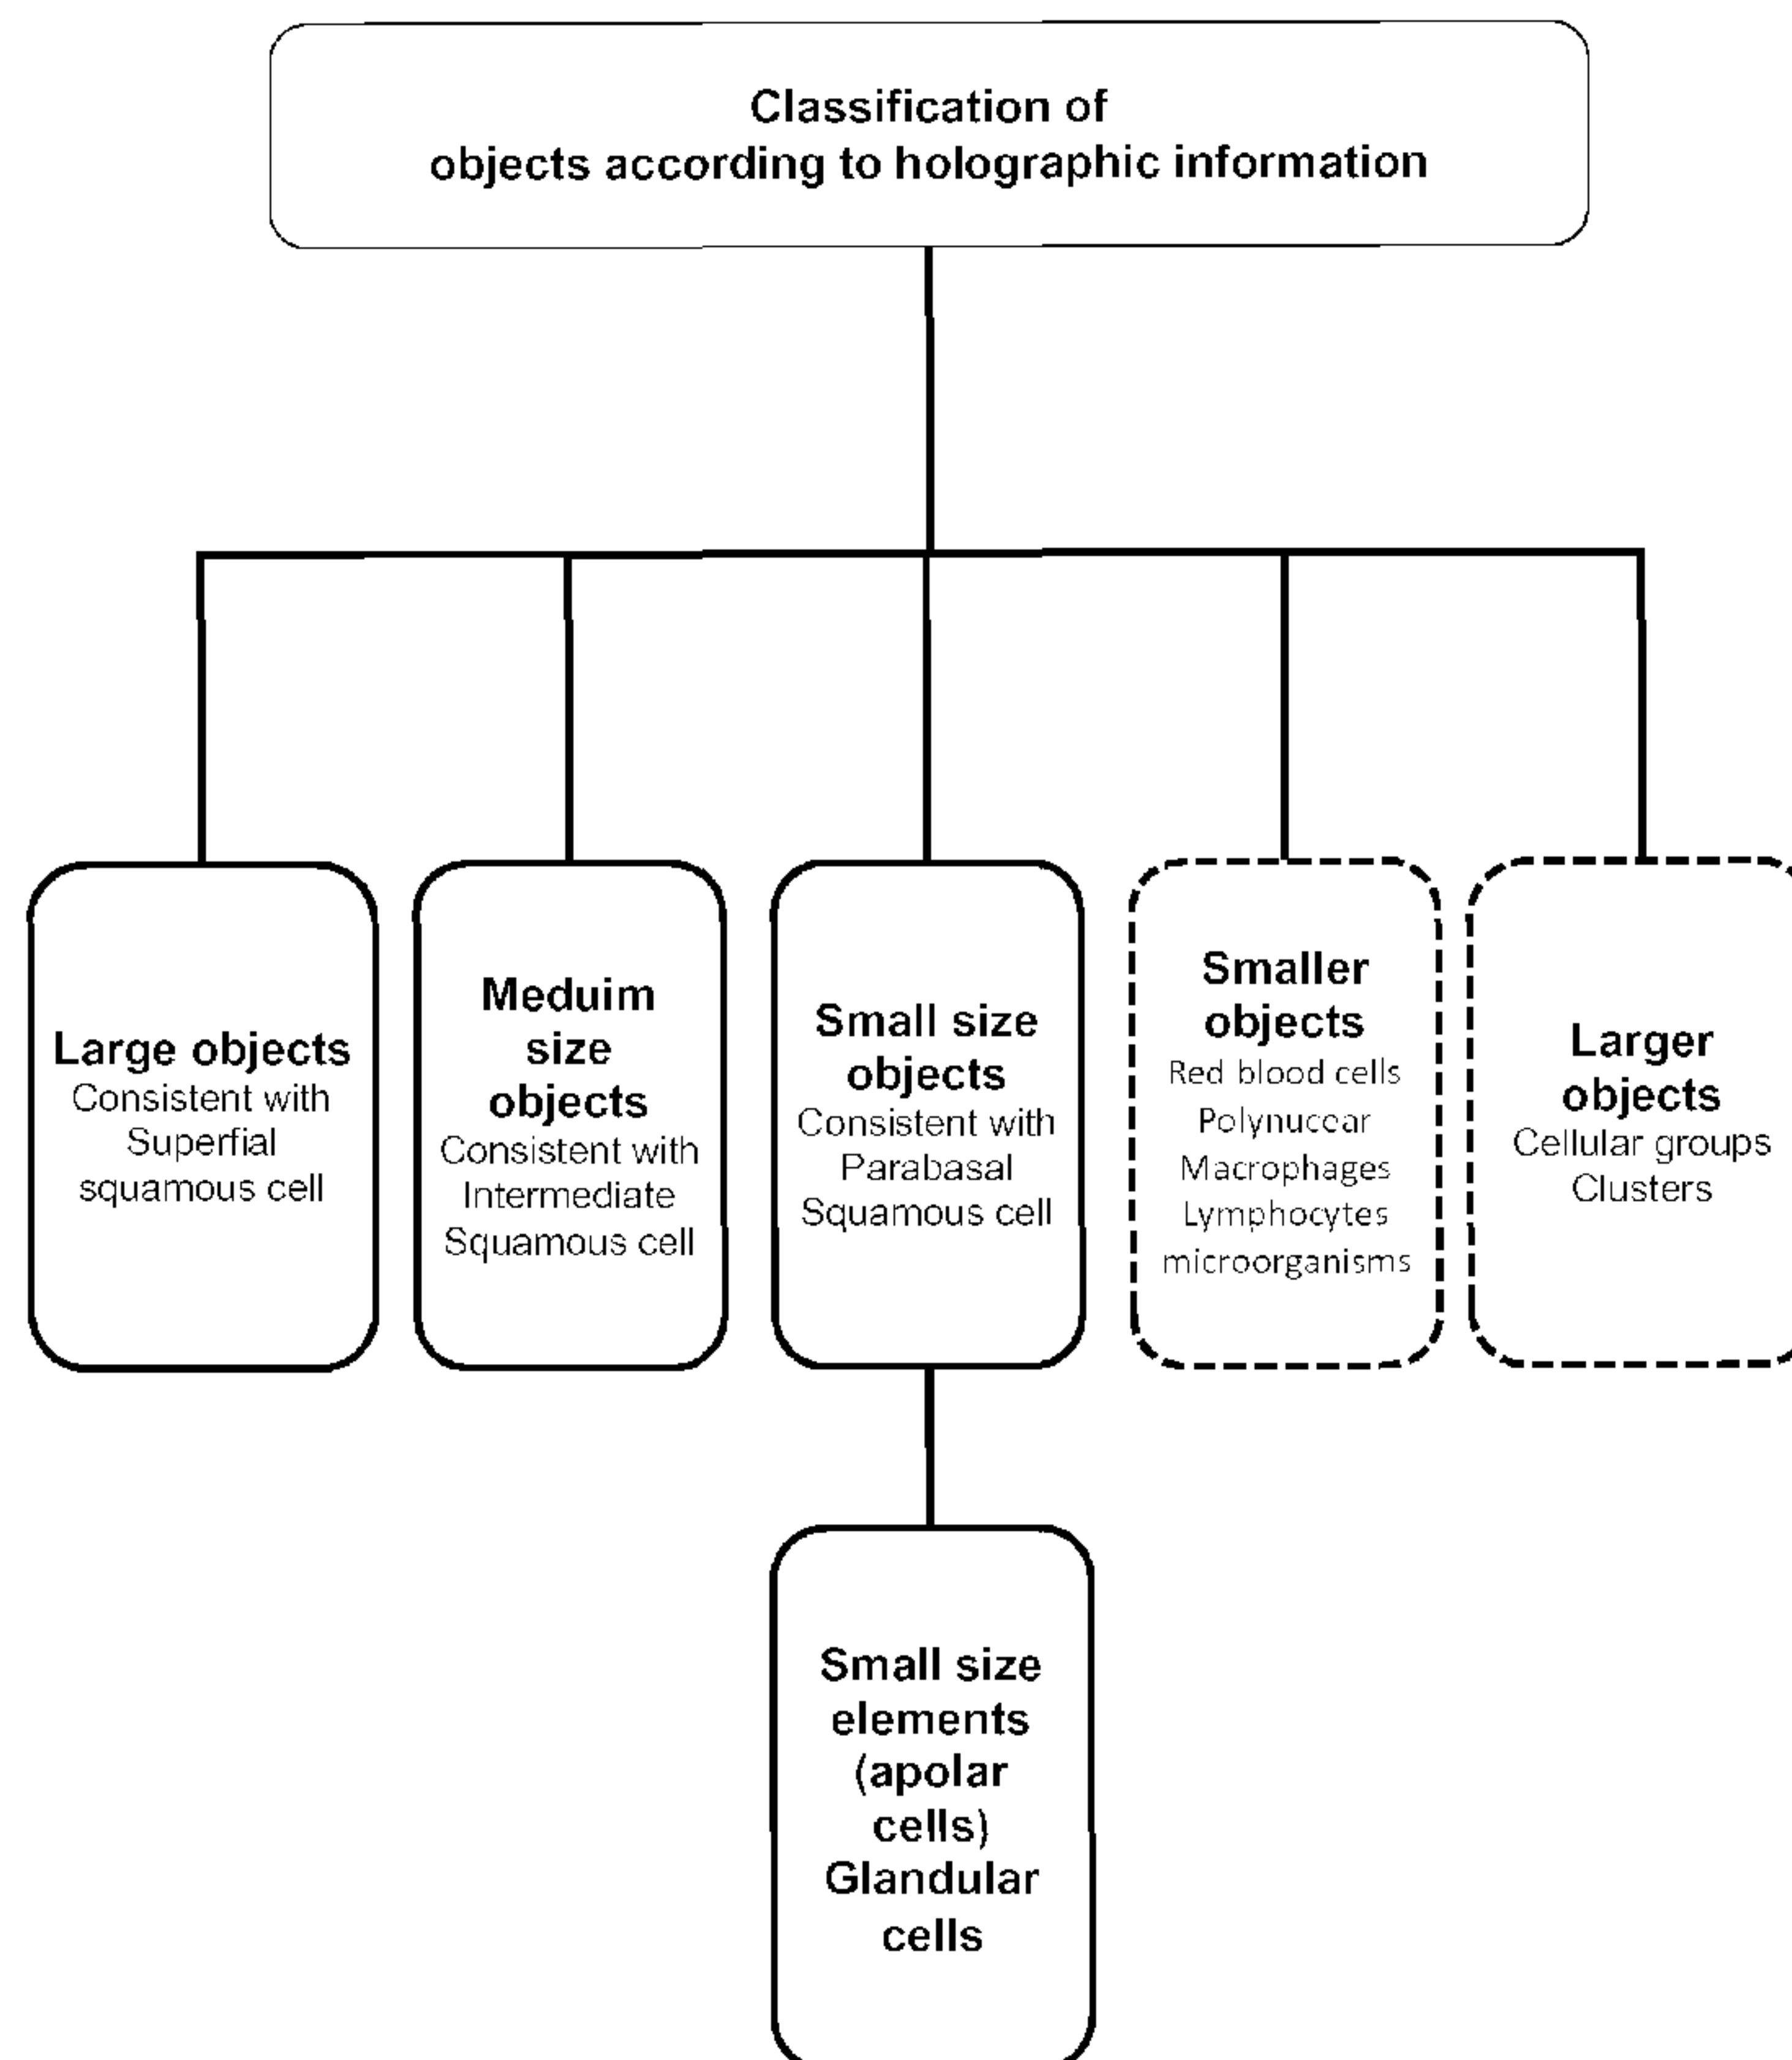 Classification of
objects according to holographic information
Large objects
Consistent with
Superfial
squamous cell
Meduim
size
objects
Consistent with
Intermediate
Squamous cell
Small size
objects
Consistent with
Parabasal
Squamous cell
Smaller
objects
Red blood cells
Polynuccar
Macrophages
Lymphocytes
microorganisms
Larger
objects
Cellular groups
Clusters
Small size
elements
(apolar
cells)
Glandular
cells